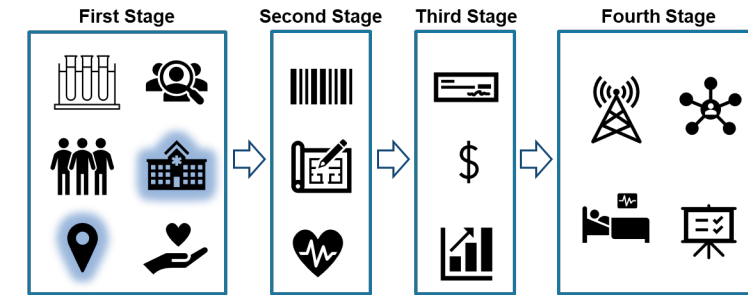 First Stage
Second Stage
Third Stage
Fourth Stage
$